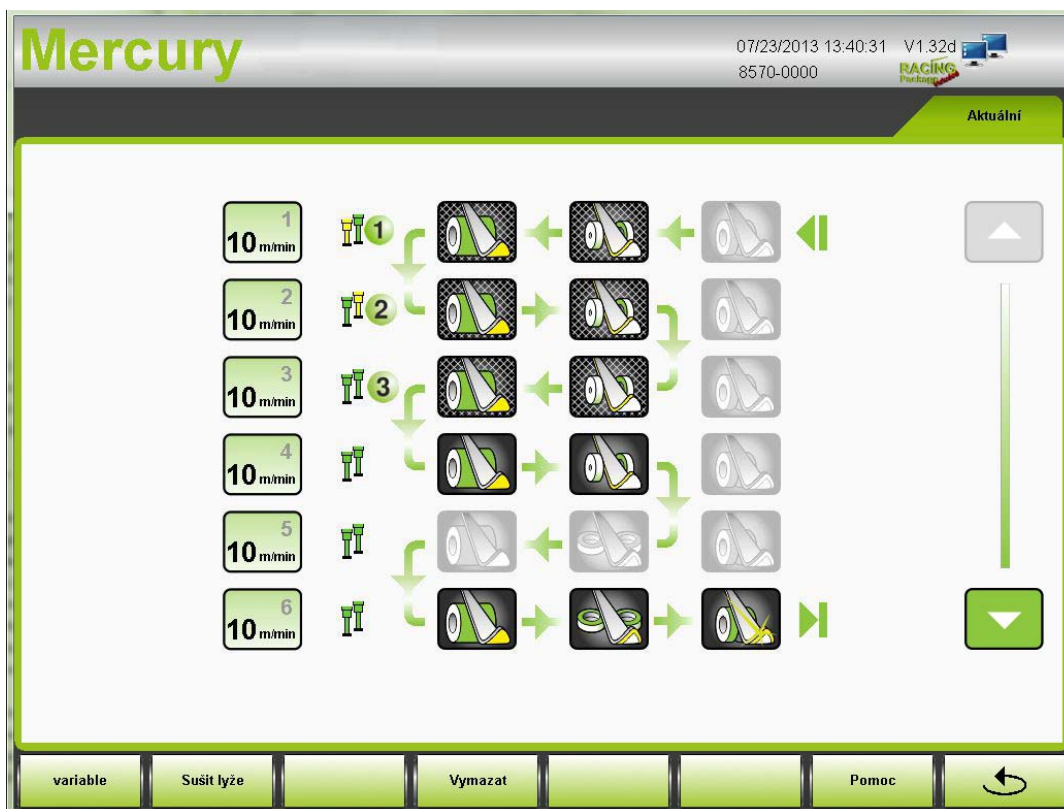 Mercury
07/23/2013 13:40:31 V1.32d
8570-0000
RACING
Package
Aktuální
1
10 m/min
1
2
10 m/min
2
3
10 m/min
3
4
10 m/min
5
10 m/min
6
10 m/min
variable
Sušit lyže
Vymazat
Pomoc